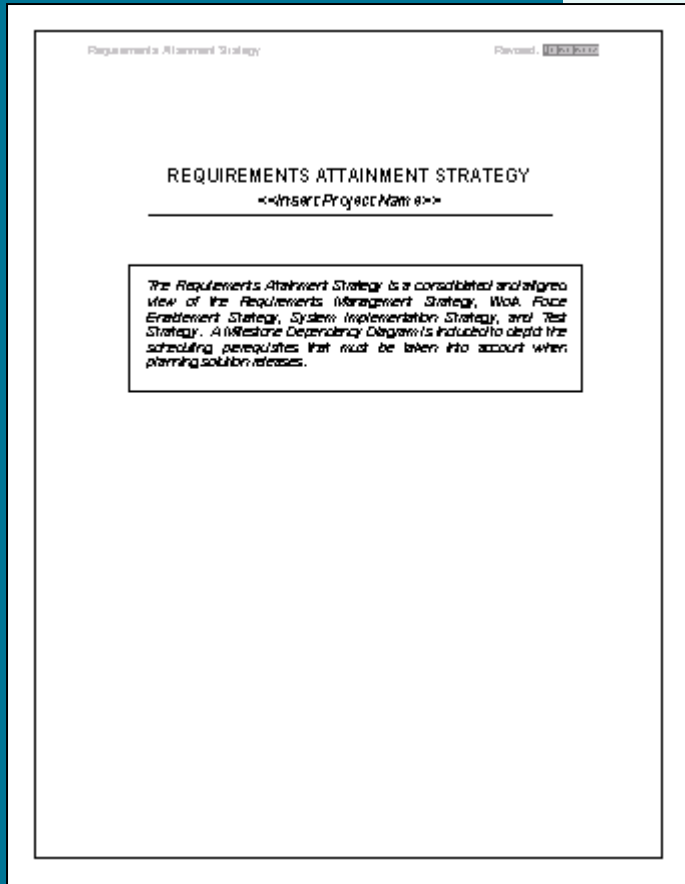 Requirements Attainment Strategy Revised:
REQUIREMENTS ATTAINMENT STRATEGY
<<Insert Project Name>>
The Requirements Attainment Strategy is a consolidated and aligned
view of the Requirements Management Strategy, Work Force
Enablement Strategy, System Implementation Strategy, and Test
Strategy. A Milestone Dependency Diagram is included to depict the
scheduling prerequisites that must be taken into account when
planning solution releases.